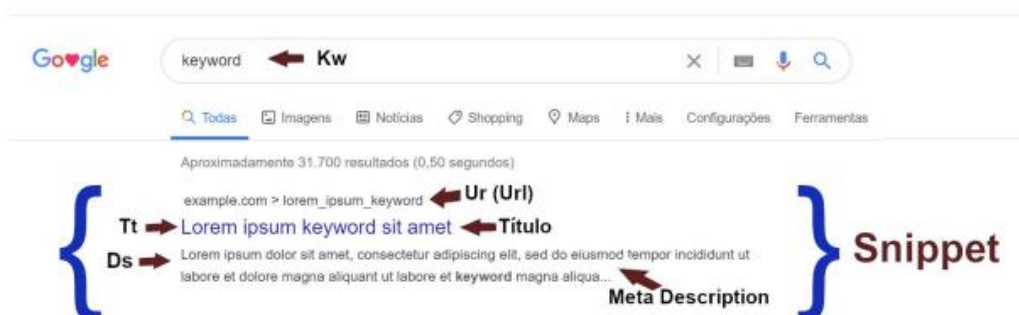 Go❤gle
keyword Kw
Todas Imagens Notícias Shopping Maps Mais Configurações Ferramentas
Aproximadamente 31.700 resultados (0,50 segundos)
example.com > lorem_ipsum_keyword Ur (Url)
Tt Lorem ipsum keyword sit amet Título
Ds Lorem ipsum dolor sit amet, consectetur adipiscing elit, sed do eiusmod tempor incididunt ut
labore et dolore magna aliquant ut labore et keyword magna aliqua...
Meta Description
Snippet